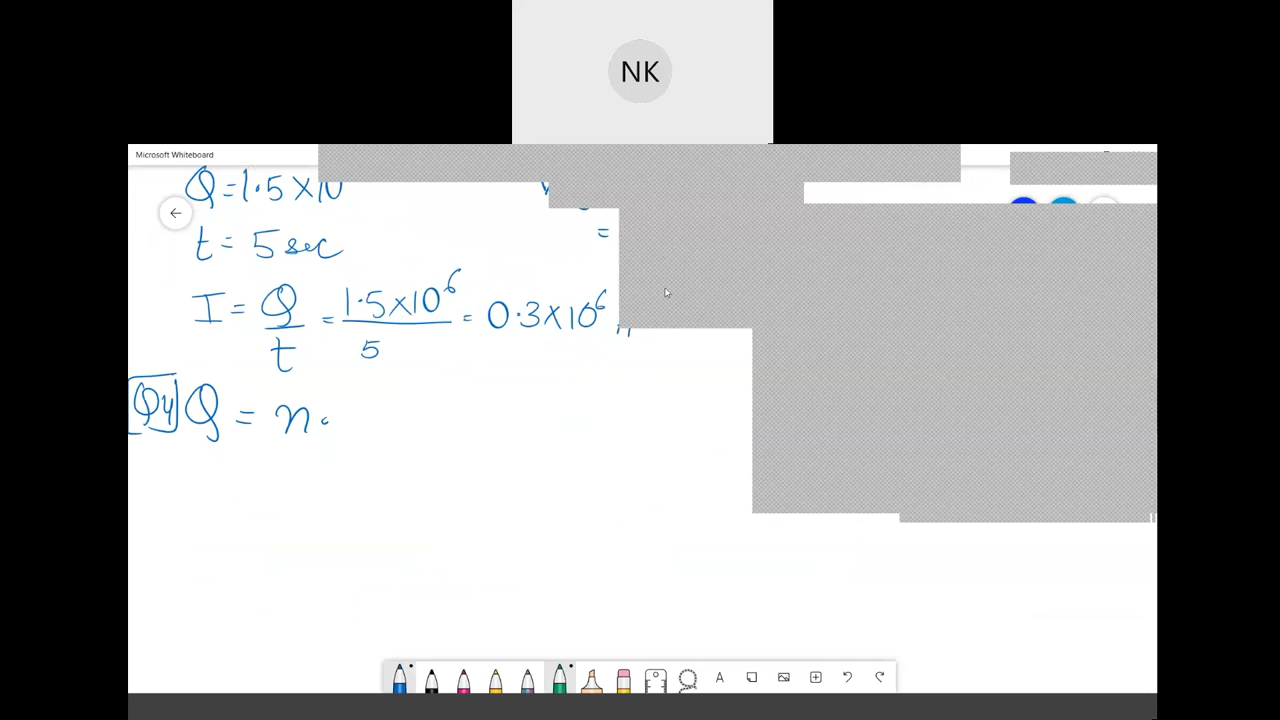 NK
Microsoft Whiteboard
Q = 1.5 × 10
=
t = 5 sec
I = Q/t = 1.5×10⁶/5 = 0.3×10⁶
Q4 Q = n
A